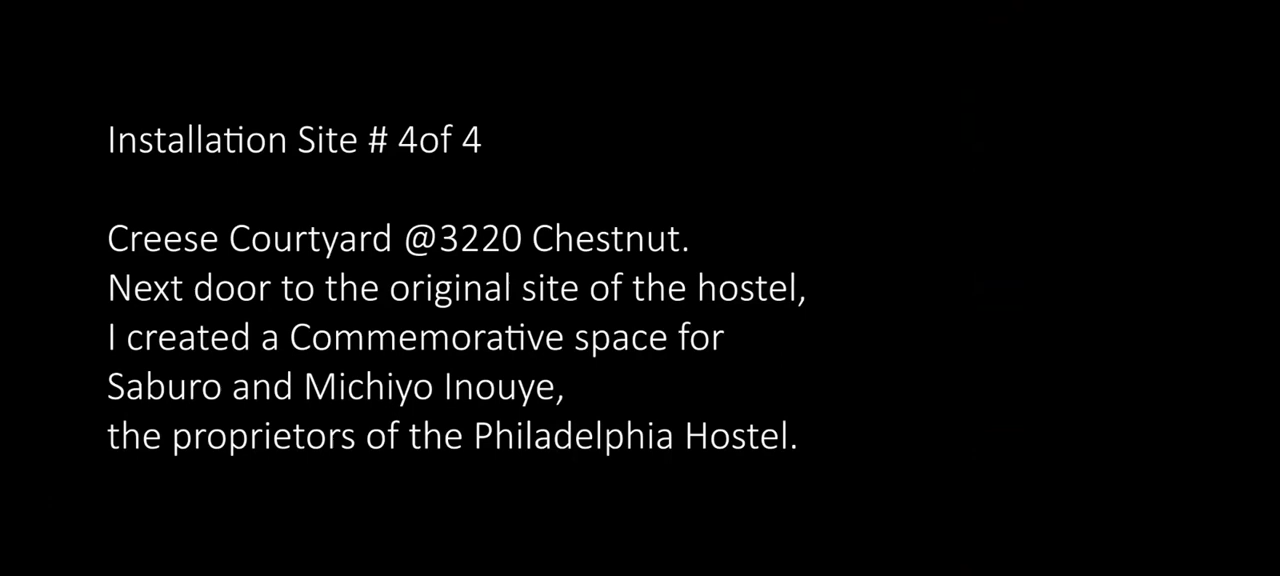 Installation Site # 4of 4
Creese Courtyard @3220 Chestnut.
Next door to the original site of the hostel,
I created a Commemorative space for
Saburo and Michiyo Inouye,
the proprietors of the Philadelphia Hostel.